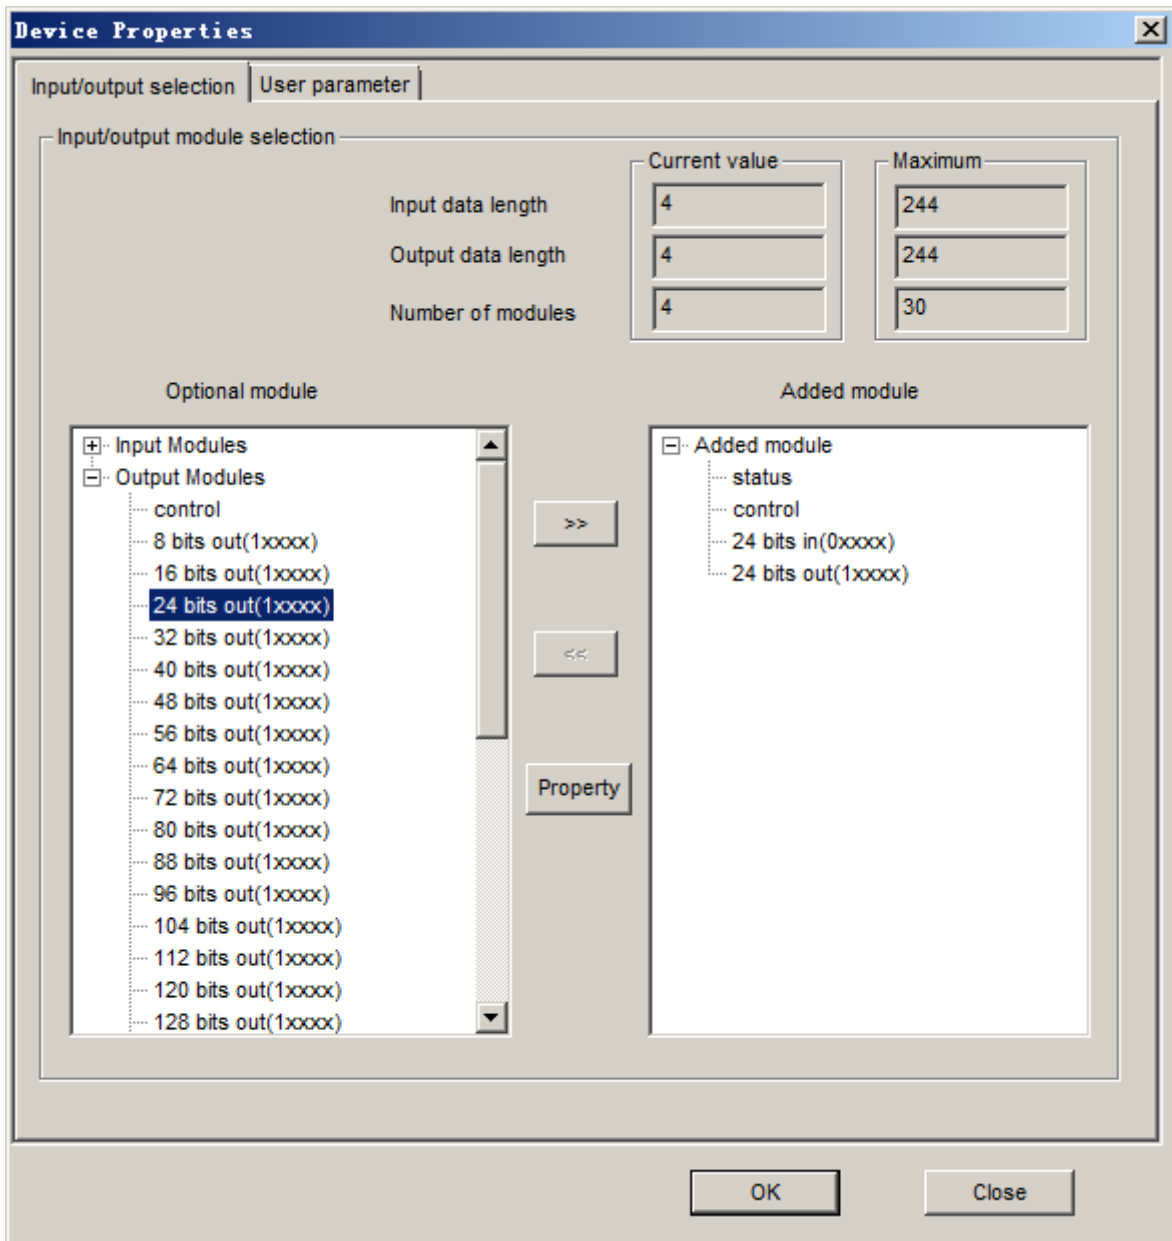 Device Properties
Input/output selection
User parameter
Input/output module selection
Current value
Maximum
Input data length
4
244
Output data length
4
244
Number of modules
4
30
Optional module
Added module
Input Modules
Output Modules
control
8 bits out(1xxxx)
16 bits out(1xxxx)
24 bits out(1xxxx)
32 bits out(1xxxx)
40 bits out(1xxxx)
48 bits out(1xxxx)
56 bits out(1xxxx)
64 bits out(1xxxx)
72 bits out(1xxxx)
80 bits out(1xxxx)
88 bits out(1xxxx)
96 bits out(1xxxx)
104 bits out(1xxxx)
112 bits out(1xxxx)
120 bits out(1xxxx)
128 bits out(1xxxx)
>>
<<
Property
Added module
status
control
24 bits in(0xxxx)
24 bits out(1xxxx)
OK
Close